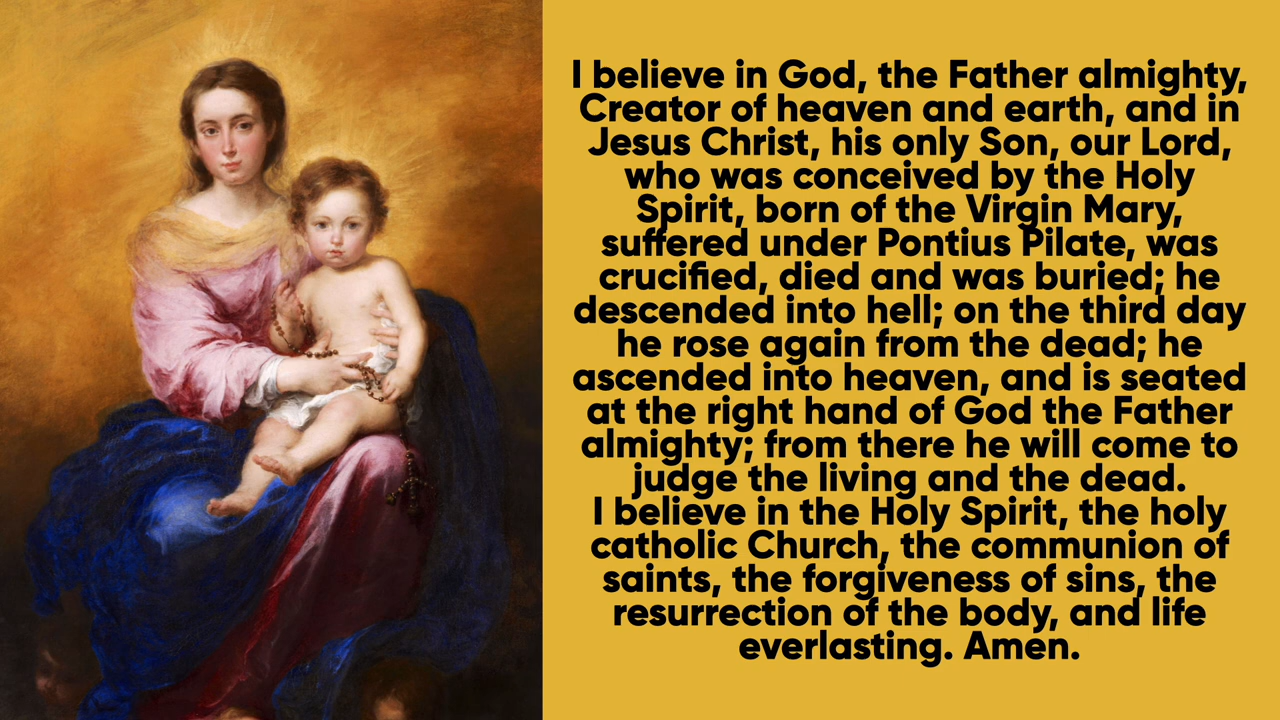 I believe in God, the Father almighty,
Creator of heaven and earth, and in
Jesus Christ, his only Son, our Lord,
who was conceived by the Holy
Spirit, born of the Virgin Mary,
suffered under Pontius Pilate, was
crucified, died and was buried; he
descended into hell; on the third day
he rose again from the dead; he
ascended into heaven, and is seated
at the right hand of God the Father
almighty; from there he will come to
judge the living and the dead.
I believe in the Holy Spirit, the holy
catholic Church, the communion of
saints, the forgiveness of sins, the
resurrection of the body, and life
everlasting. Amen.